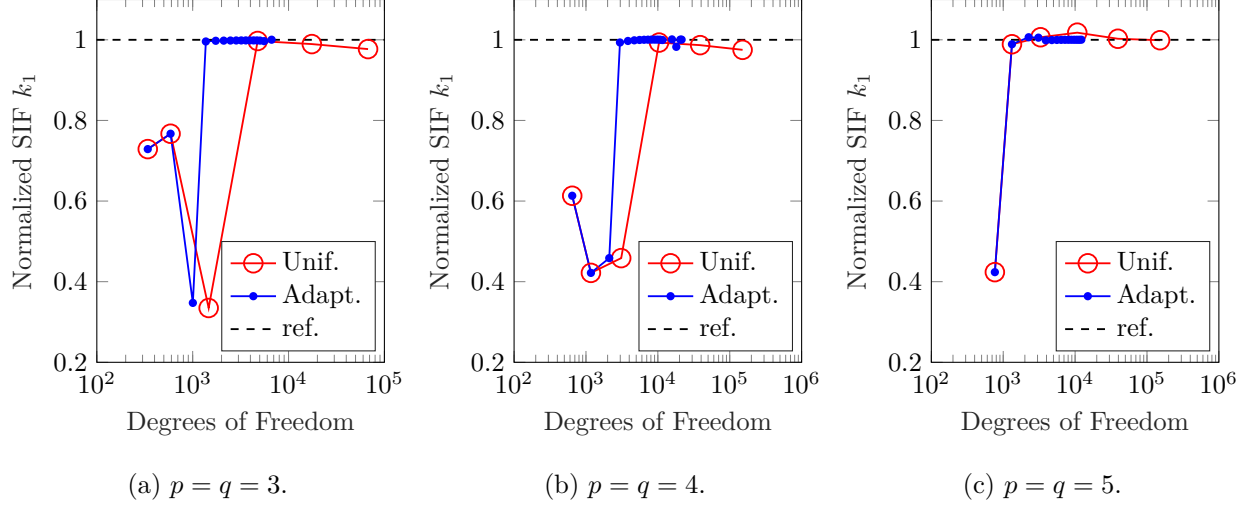 1
0.8
0.6
0.4
0.2
10^2
10^3
10^4
10^5
Normalized SIF k_1
Degrees of Freedom
Unif.
Adapt.
ref.
(a) p = q = 3.
1
0.8
0.6
0.4
0.2
10^2
10^3
10^4
10^5
10^6
Normalized SIF k_1
Degrees of Freedom
Unif.
Adapt.
ref.
(b) p = q = 4.
1
0.8
0.6
0.4
0.2
10^2
10^3
10^4
10^5
10^6
Normalized SIF k_1
Degrees of Freedom
Unif.
Adapt.
ref.
(c) p = q = 5.